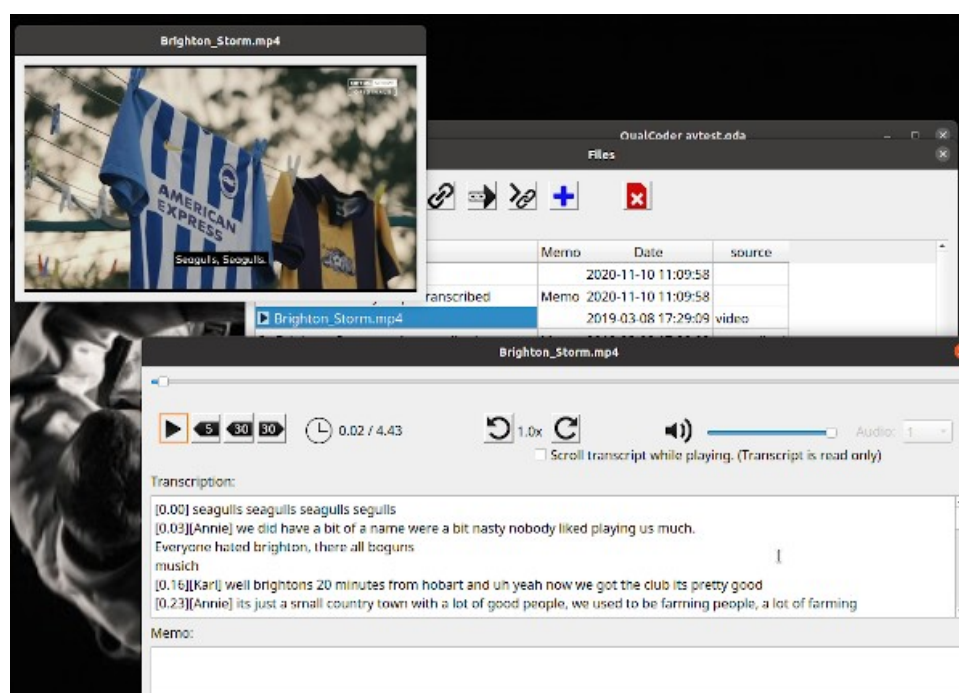 Brighton_Storm.mp4
AMERICAN
EXPRESS
Seagulls, Seagulls.
QualCoder avtest.qda
Files
Memo Date source
2020-11-10 11:09:58
ranscribed Memo 2020-11-10 11:09:58
Brighton_Storm.mp4 2019-03-08 17:29:09 video
Brighton_Storm.mp4
5 30 30 0.02 / 4.43 1.0x Audio: 1
Scroll transcript while playing. (Transcript is read only)
Transcription:
[0.00] seagulls seagulls seagulls segulls
[0.03][Annie] we did have a bit of a name were a bit nasty nobody liked playing us much.
Everyone hated brighton, there all boguns
musich
[0.16][Karl] well brightons 20 minutes from hobart and uh yeah now we got the club its pretty good
[0.23][Annie] its just a small country town with a lot of good people, we used to be farming people, a lot of farming
Memo: